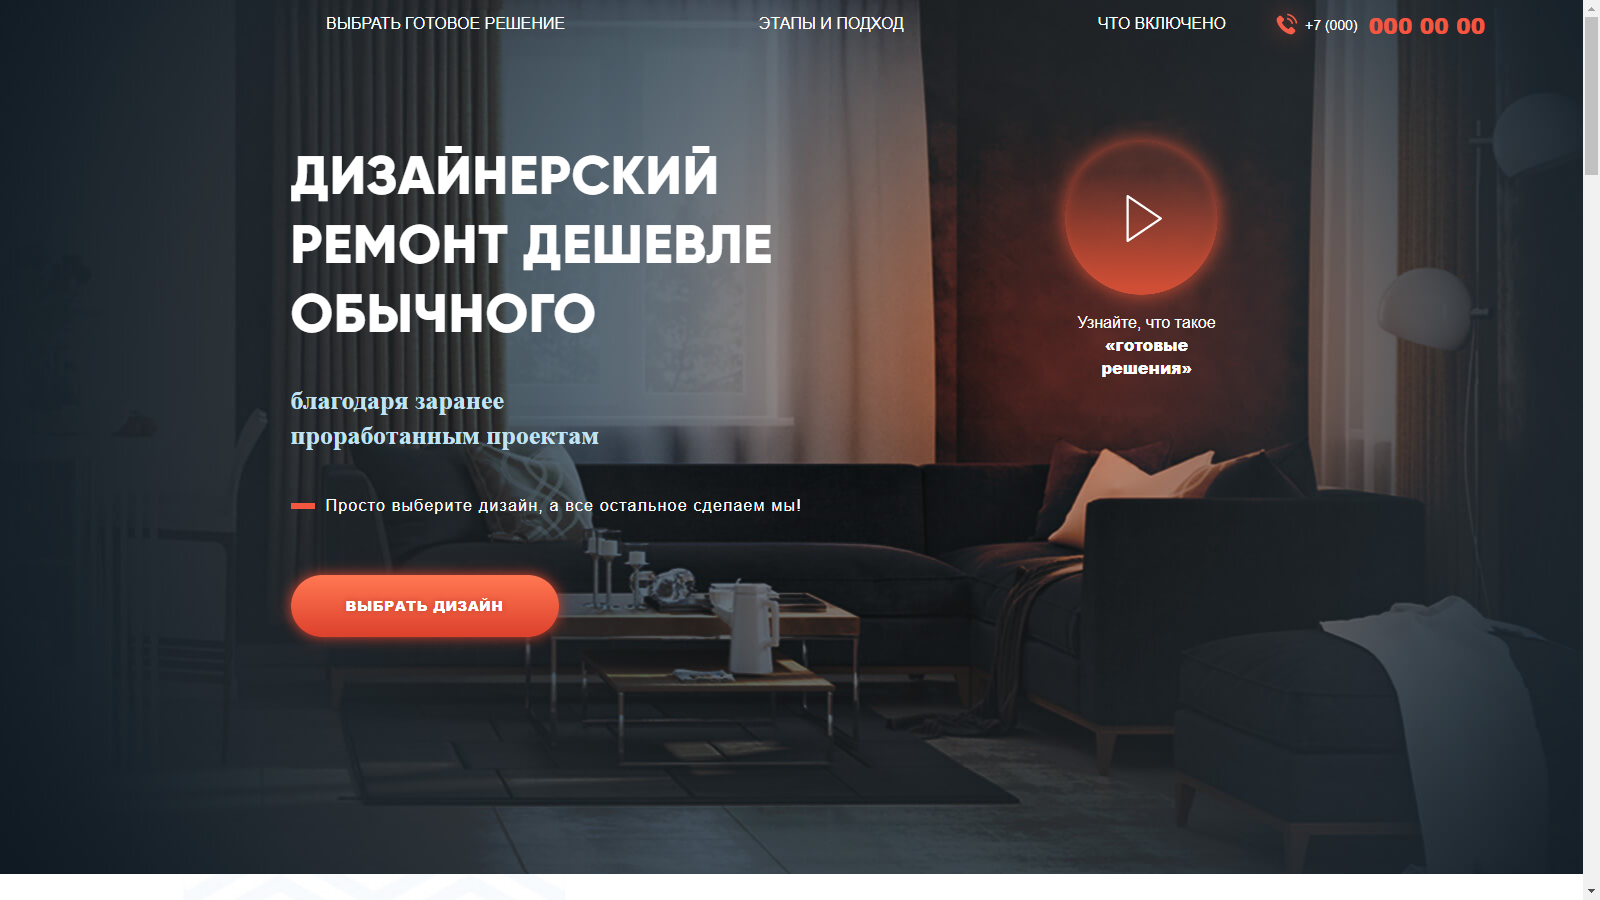 ВЫБРАТЬ ГОТОВОЕ РЕШЕНИЕ
ЭТАПЫ И ПОДХОД
ЧТО ВКЛЮЧЕНО
+7 (000) 000 00 00
ДИЗАЙНЕРСКИЙ
РЕМОНТ ДЕШЕВЛЕ
ОБЫЧНОГО
Узнайте, что такое
«готовые
решения»
благодаря заранее
проработанным проектам
Просто выберите дизайн, а все остальное сделаем мы!
ВЫБРАТЬ ДИЗАЙН